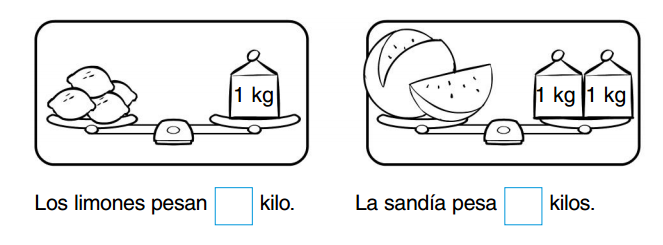 1 kg
1 kg 1 kg
Los limones pesan kilo.
La sandía pesa kilos.